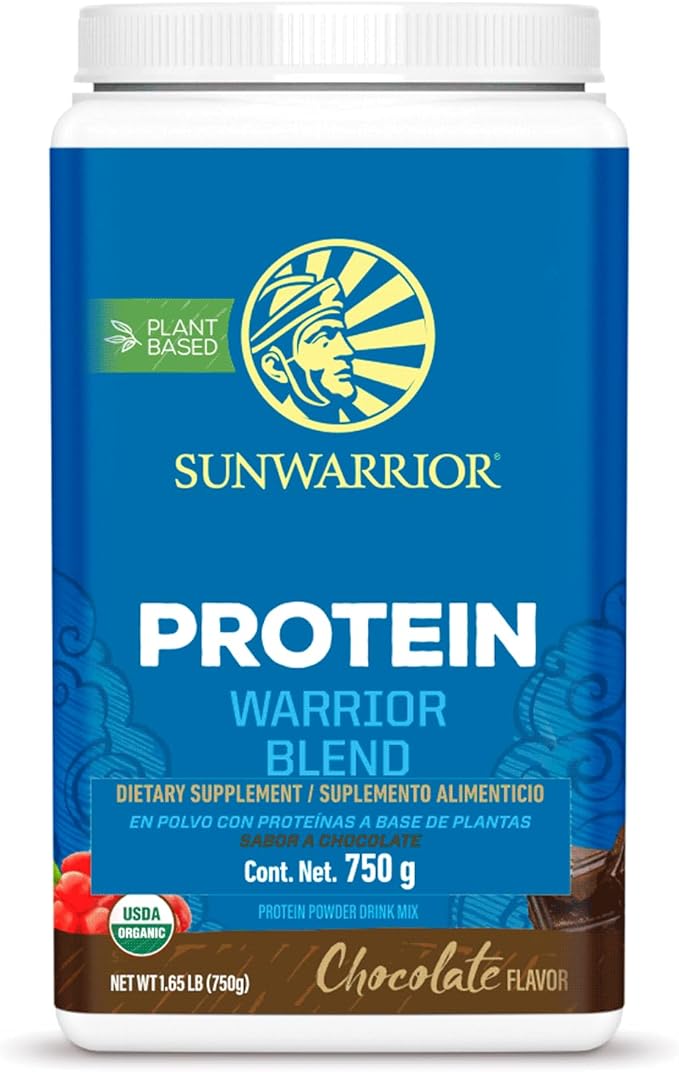 PLANT
BASED
SUNWARRIOR®
PROTEIN
WARRIOR
BLEND
DIETARY SUPPLEMENT / SUPLEMENTO ALIMENTICIO
EN POLVO CON PROTEÍNAS A BASE DE PLANTAS
SABOR A CHOCOLATE
Cont. Net. 750 g
PROTEIN POWDER DRINK MIX
USDA
ORGANIC
NET WT 1.65 LB (750g)
Chocolate FLAVOR